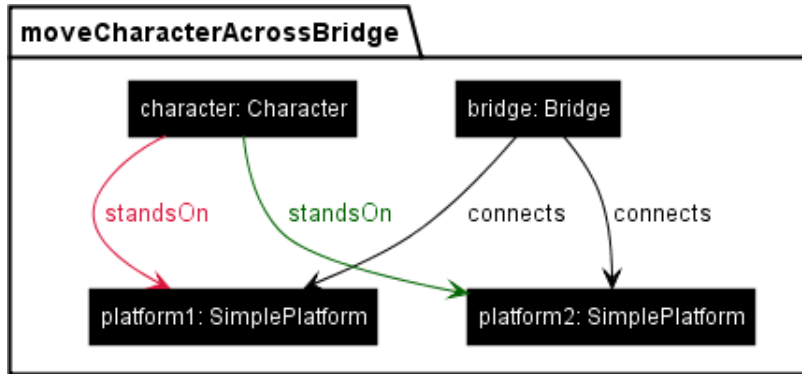 moveCharacterAcrossBridge
character: Character
bridge: Bridge
standsOn
standsOn
connects
connects
platform1: SimplePlatform
platform2: SimplePlatform